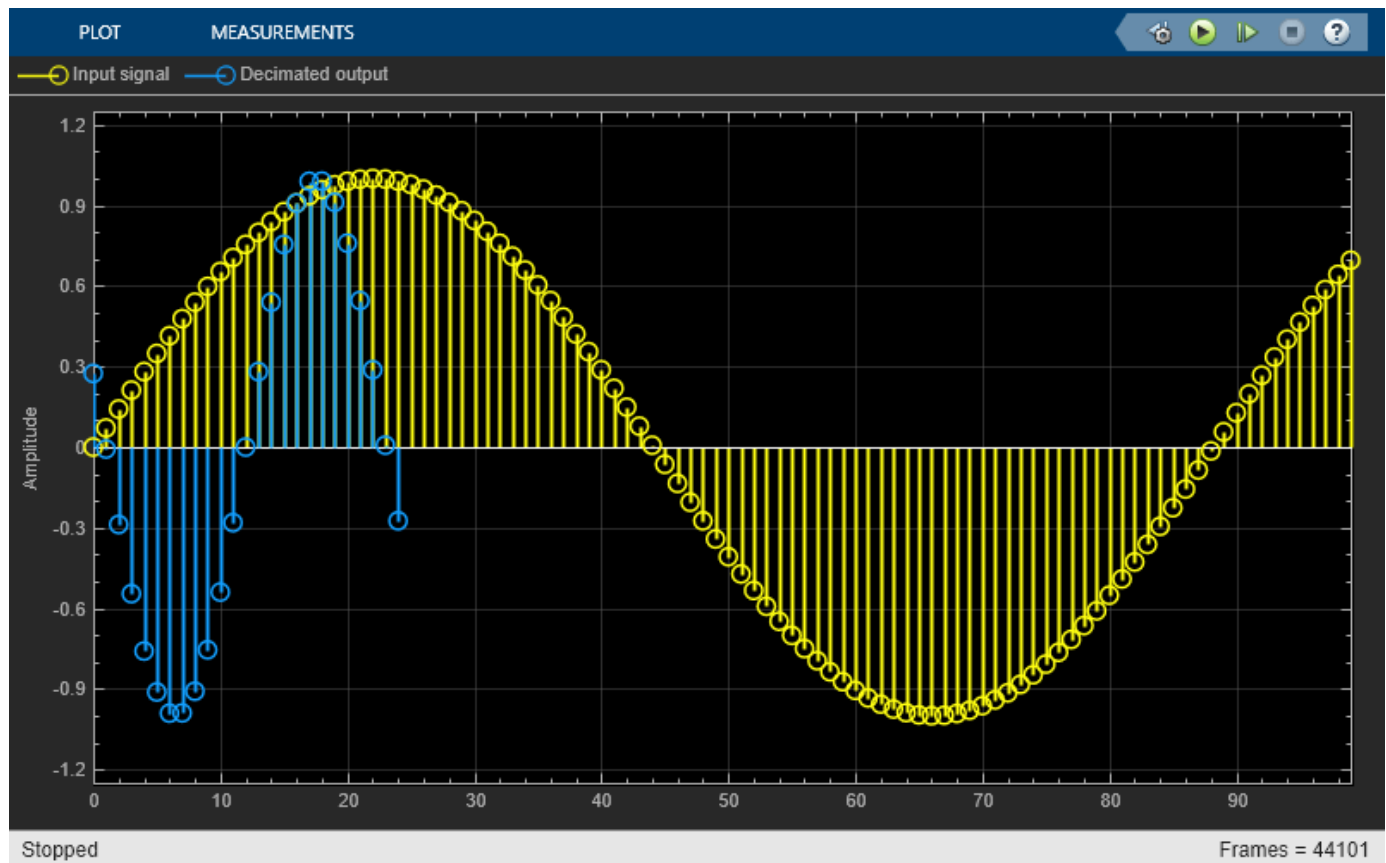 PLOT MEASUREMENTS ?
Input signal Decimated output
1.2
0.9
0.6
0.3
0
-0.3
-0.6
-0.9
-1.2
Amplitude
0 10 20 30 40 50 60 70 80 90
Stopped Frames = 44101